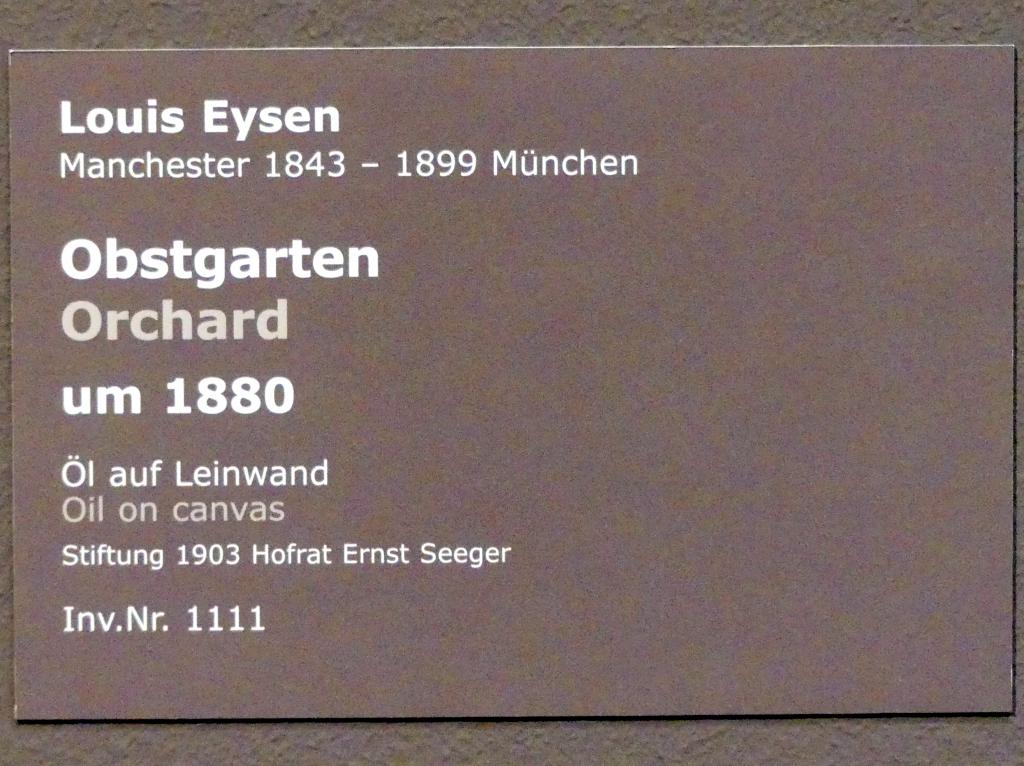 Louis Eysen
Manchester 1843 – 1899 München
Obstgarten
Orchard
um 1880
Öl auf Leinwand
Oil on canvas
Stiftung 1903 Hofrat Ernst Seeger
Inv.Nr. 1111